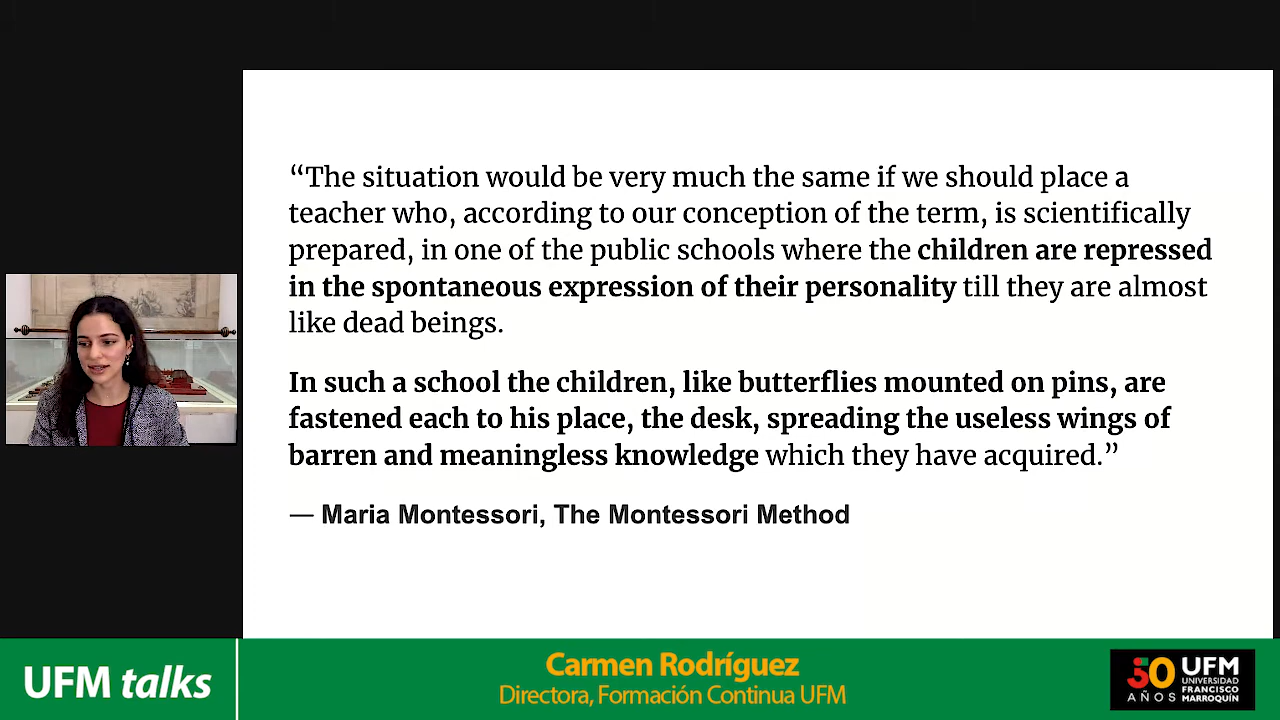 “The situation would be very much the same if we should place a
teacher who, according to our conception of the term, is scientifically
prepared, in one of the public schools where the children are repressed
in the spontaneous expression of their personality till they are almost
like dead beings.
In such a school the children, like butterflies mounted on pins, are
fastened each to his place, the desk, spreading the useless wings of
barren and meaningless knowledge which they have acquired.”
— Maria Montessori, The Montessori Method
UFM talks
Carmen Rodríguez
Directora, Formación Continua UFM
50
AÑOS
UFM
UNIVERSIDAD
FRANCISCO
MARROQUÍN